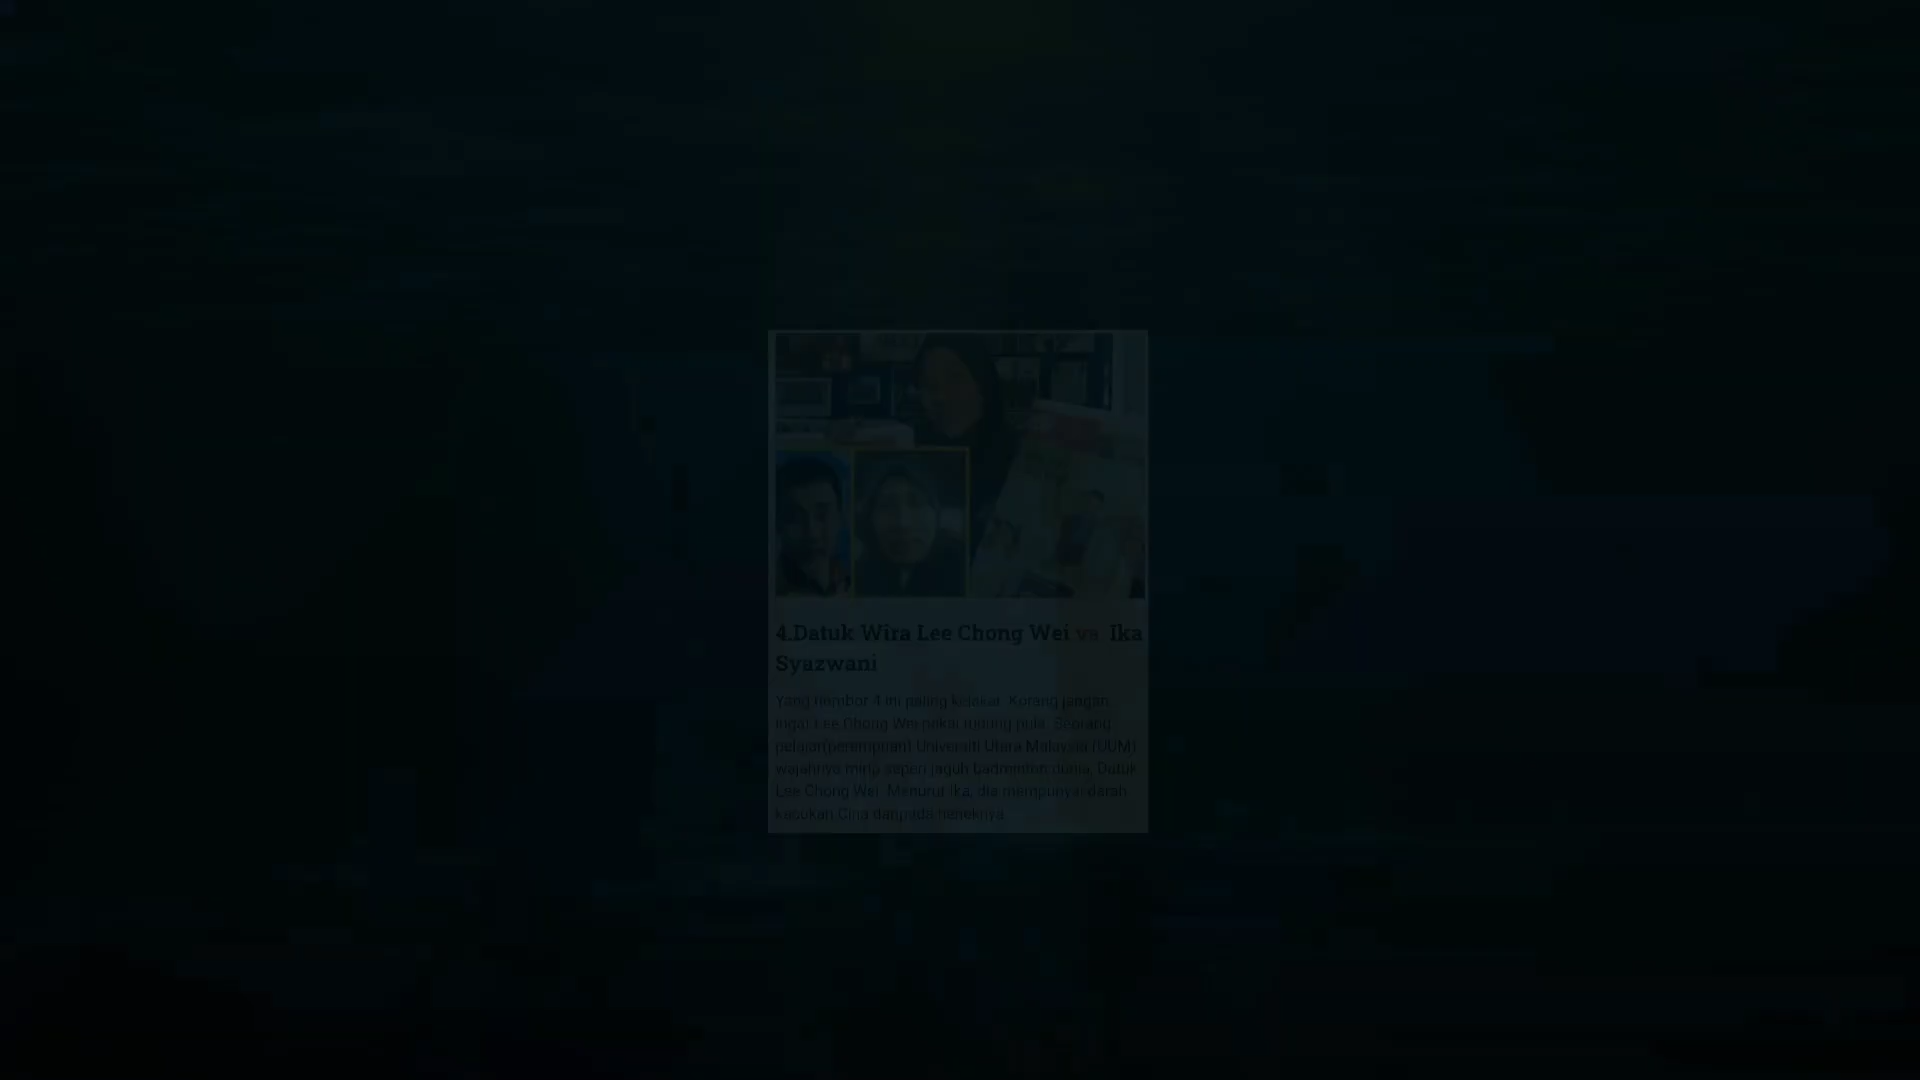 4.Datuk Wira Lee Chong Wei vs Ika
Syazwani
Yang nombor 4 ini paling kelakar. Korang jangan
ingat Lee Chong Wei pakai tudung pula. Seorang
pelajar(perempuan) Universiti Utara Malaysia (UUM)
wajahnya mirip seperi jaguh badminton dunia, Datuk
Lee Chong Wei. Menurut Ika, dia mempunyai darah
kacukan Cina daripada neneknya